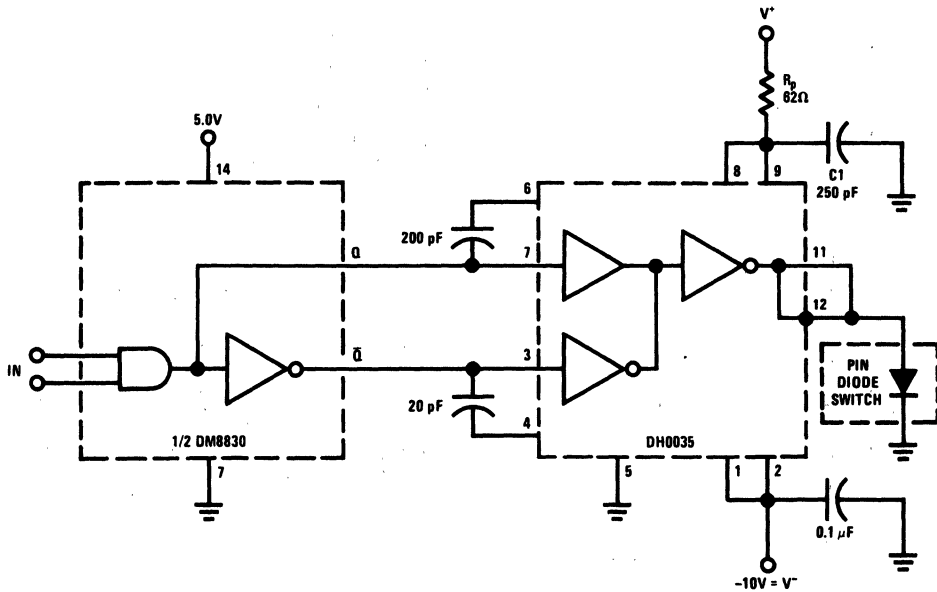 V+
Rp
62Ω
5.0V
14
8
9
C1
250 pF
6
200 pF
Q
7
11
12
IN
Q̄
3
20 pF
4
PIN
DIODE
SWITCH
1/2 DM8830
DH0035
7
5
1
2
0.1 μF
-10V = V-